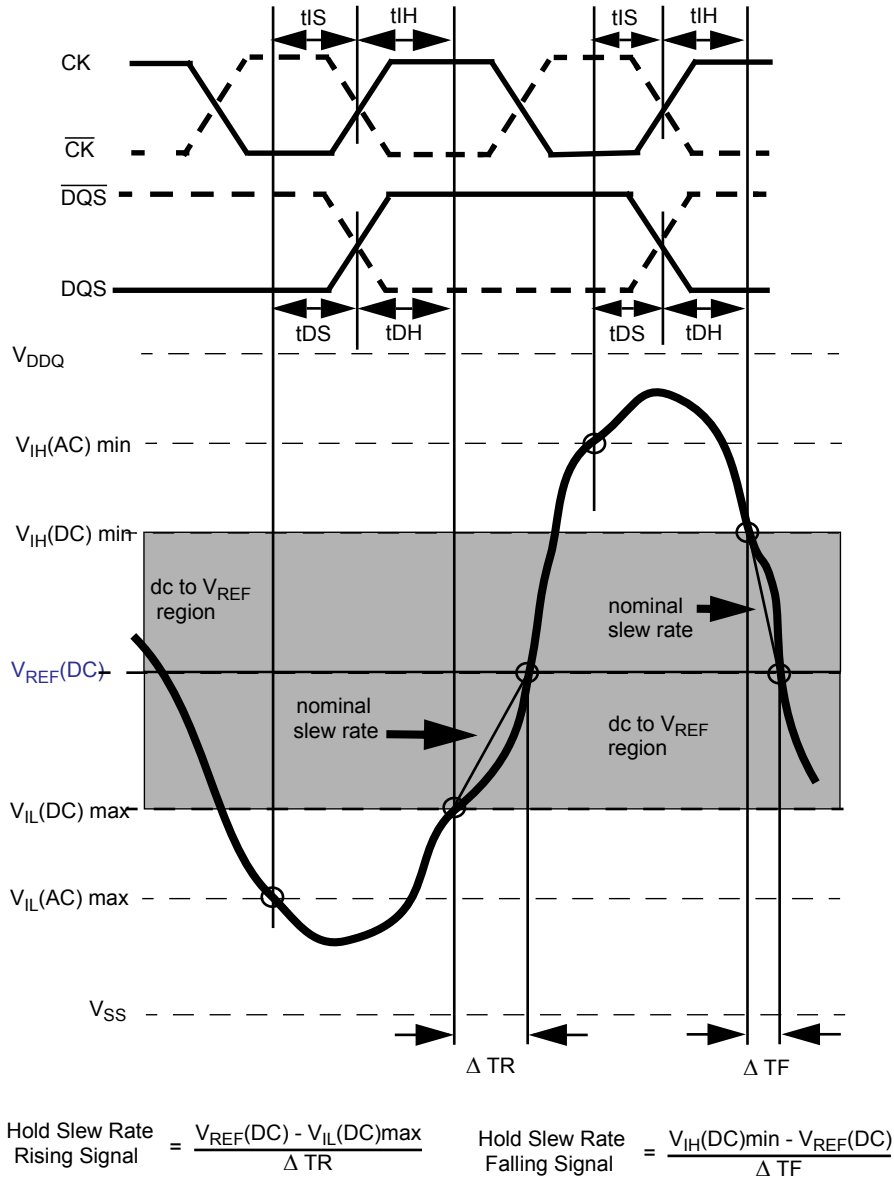 tIS tIH tIS tIH
CK
CK
DQS
DQS
tDS tDH tDS tDH
VDDQ
VIH(AC) min
VIH(DC) min
dc to VREF
region
nominal
slew rate
VREF(DC)
nominal
slew rate
dc to VREF
region
VIL(DC) max
VIL(AC) max
VSS
Δ TR
Δ TF
Hold Slew Rate
Rising Signal
=
VREF(DC) - VIL(DC)max
Δ TR
Hold Slew Rate
Falling Signal
=
VIH(DC)min - VREF(DC)
Δ TF